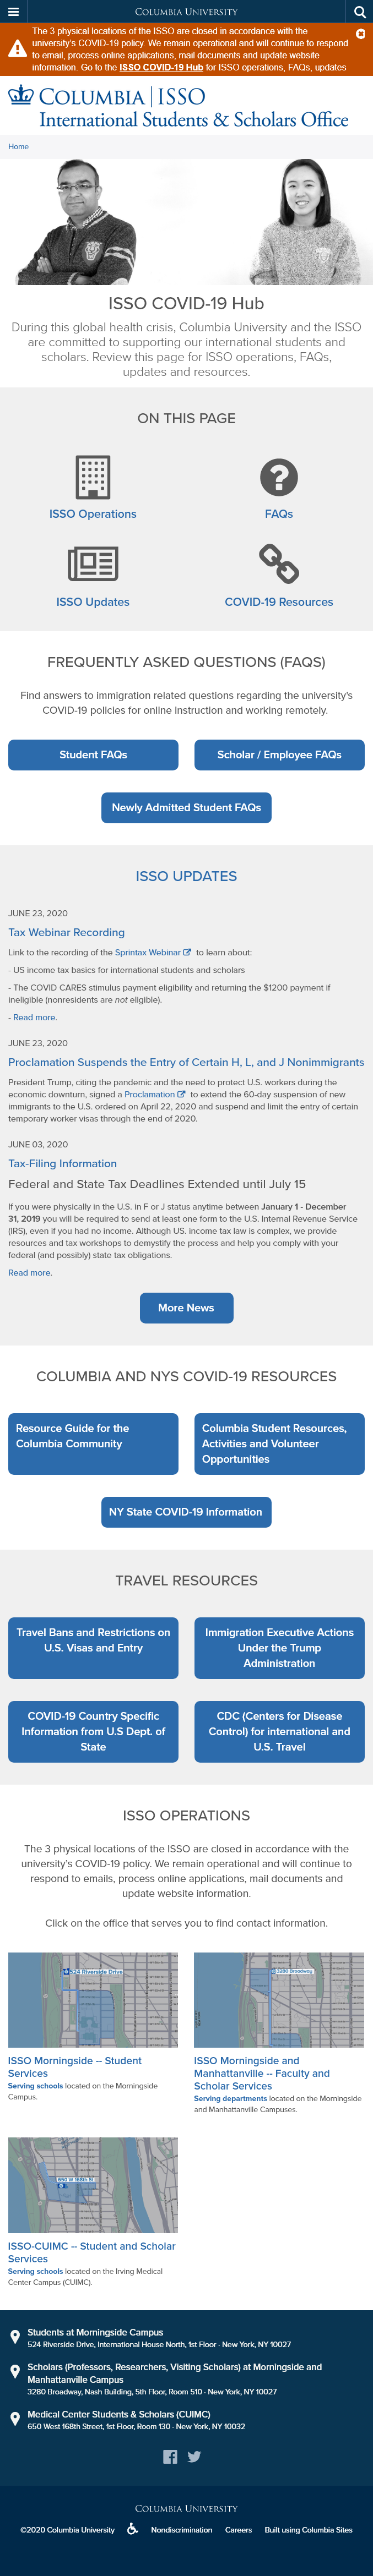 COLUMBIA UNIVERSITY
The 3 physical locations of the ISSO are closed in accordance with the
university's COVID-19 policy. We remain operational and will continue to respond
to email, process online applications, mail documents and update website
information. Go to the ISSO COVID-19 Hub for ISSO operations, FAQs, updates
COLUMBIA | ISSO
International Students & Scholars Office
Home
ISSO COVID-19 Hub
During this global health crisis, Columbia University and the ISSO
are committed to supporting our international students and
scholars. Review this page for ISSO operations, FAQs,
updates and resources.
ON THIS PAGE
ISSO Operations
FAQs
ISSO Updates
COVID-19 Resources
FREQUENTLY ASKED QUESTIONS (FAQS)
Find answers to immigration related questions regarding the university's
COVID-19 policies for online instruction and working remotely.
Student FAQs
Scholar / Employee FAQs
Newly Admitted Student FAQs
ISSO UPDATES
JUNE 23, 2020
Tax Webinar Recording
Link to the recording of the Sprintax Webinar to learn about:
- US income tax basics for international students and scholars
- The COVID CARES stimulus payment eligibility and returning the $1200 payment if
ineligible (nonresidents are not eligible).
- Read more.
JUNE 23, 2020
Proclamation Suspends the Entry of Certain H, L, and J Nonimmigrants
President Trump, citing the pandemic and the need to protect U.S. workers during the
economic downturn, signed a Proclamation to extend the 60-day suspension of new
immigrants to the U.S. ordered on April 22, 2020 and suspend and limit the entry of certain
temporary worker visas through the end of 2020.
JUNE 03, 2020
Tax-Filing Information
Federal and State Tax Deadlines Extended until July 15
If you were physically in the U.S. in F or J status anytime between January 1 - December
31, 2019 you will be required to send at least one form to the U.S. Internal Revenue Service
(IRS), even if you had no income. Although US. income tax law is complex, we provide
resources and tax workshops to demystify the process and help you comply with your
federal (and possibly) state tax obligations.
Read more.
More News
COLUMBIA AND NYS COVID-19 RESOURCES
Resource Guide for the
Columbia Community
Columbia Student Resources,
Activities and Volunteer
Opportunities
NY State COVID-19 Information
TRAVEL RESOURCES
Travel Bans and Restrictions on
U.S. Visas and Entry
Immigration Executive Actions
Under the Trump
Administration
COVID-19 Country Specific
Information from U.S Dept. of
State
CDC (Centers for Disease
Control) for international and
U.S. Travel
ISSO OPERATIONS
The 3 physical locations of the ISSO are closed in accordance with the
university's COVID-19 policy. We remain operational and will continue to
respond to emails, process online applications, mail documents and
update website information.
Click on the office that serves you to find contact information.
524 Riverside Drive
3280 Broadway
ISSO Morningside -- Student
Services
Serving schools located on the Morningside
Campus.
ISSO Morningside and
Manhattanville -- Faculty and
Scholar Services
Serving departments located on the Morningside
and Manhattanville Campuses.
650 W 168th St
ISSO-CUIMC -- Student and Scholar
Services
Serving schools located on the Irving Medical
Center Campus (CUIMC).
Students at Morningside Campus
524 Riverside Drive, International House North, 1st Floor - New York, NY 10027
Scholars (Professors, Researchers, Visiting Scholars) at Morningside and
Manhattanville Campus
3280 Broadway, Nash Building, 5th Floor, Room 510 - New York, NY 10027
Medical Center Students & Scholars (CUIMC)
650 West 168th Street, 1st Floor, Room 130 - New York, NY 10032
COLUMBIA UNIVERSITY
©2020 Columbia University
Nondiscrimination
Careers
Built using Columbia Sites